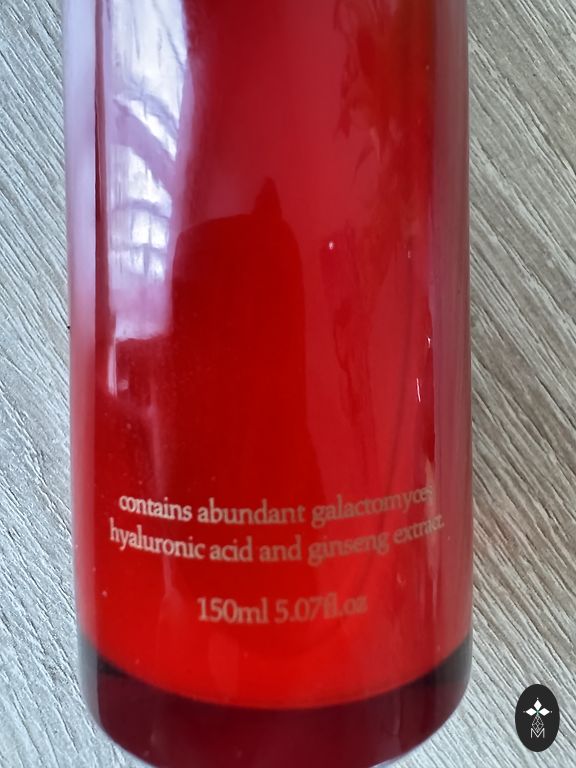 contains abundant galactomyces
hyaluronic acid and ginseng extract
150ml 5.07fl.oz
M